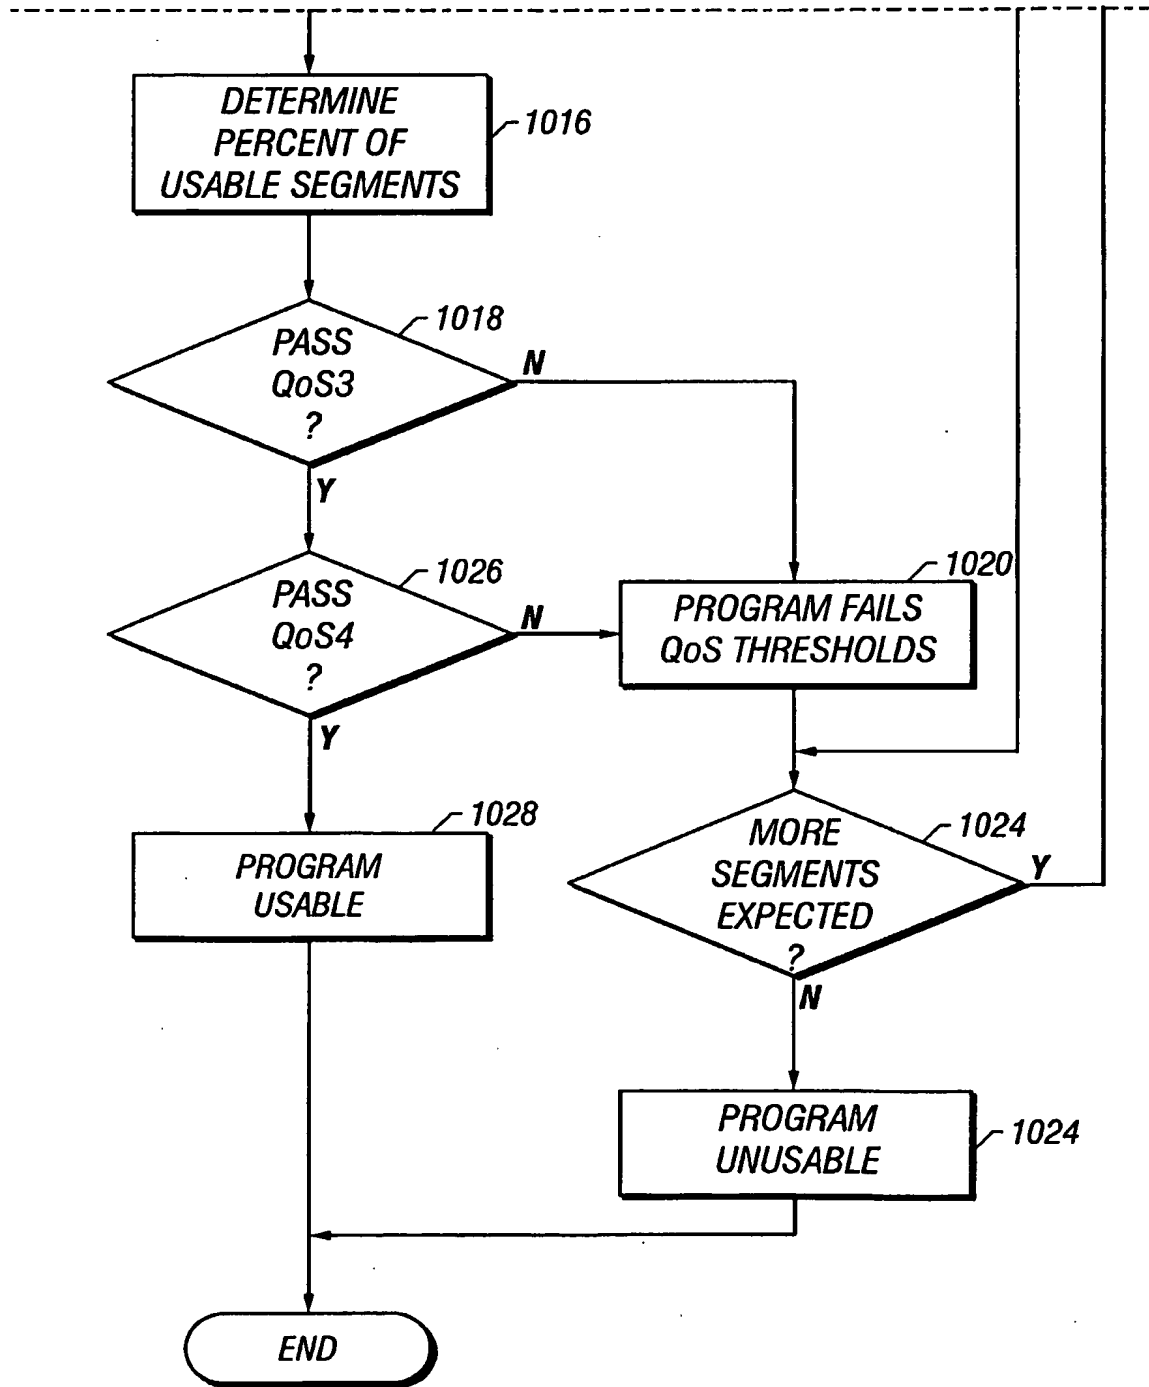 DETERMINE
PERCENT OF
USABLE SEGMENTS
1016
PASS
QoS3
?
1018
N
Y
PASS
QoS4
?
1026
N
Y
PROGRAM FAILS
QoS THRESHOLDS
1020
PROGRAM
USABLE
1028
MORE
SEGMENTS
EXPECTED
?
1024
Y
N
PROGRAM
UNUSABLE
1024
END